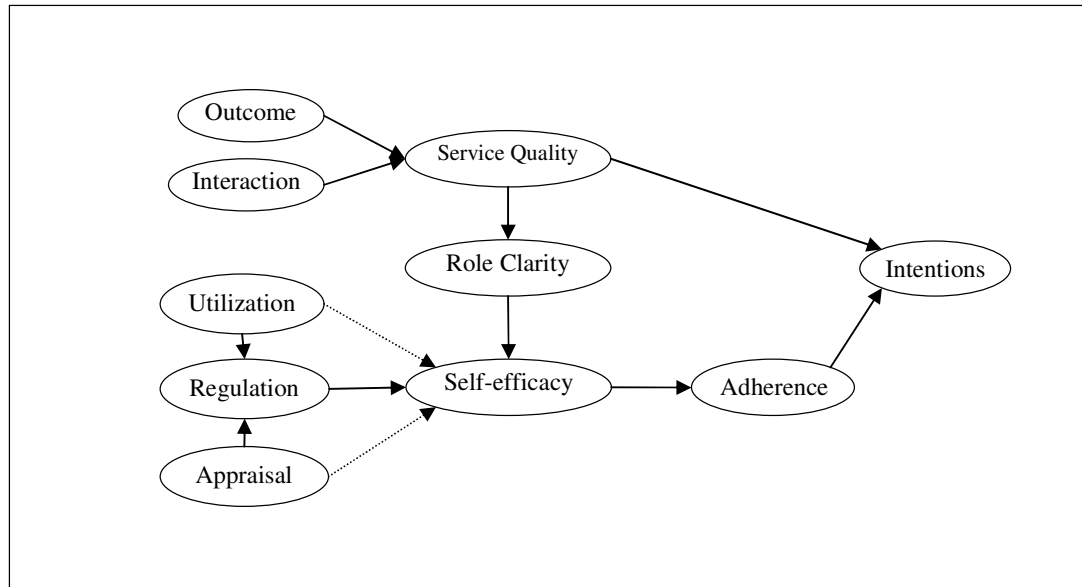 Outcome
Service Quality
Interaction
Role Clarity
Intentions
Utilization
Regulation
Self-efficacy
Adherence
Appraisal